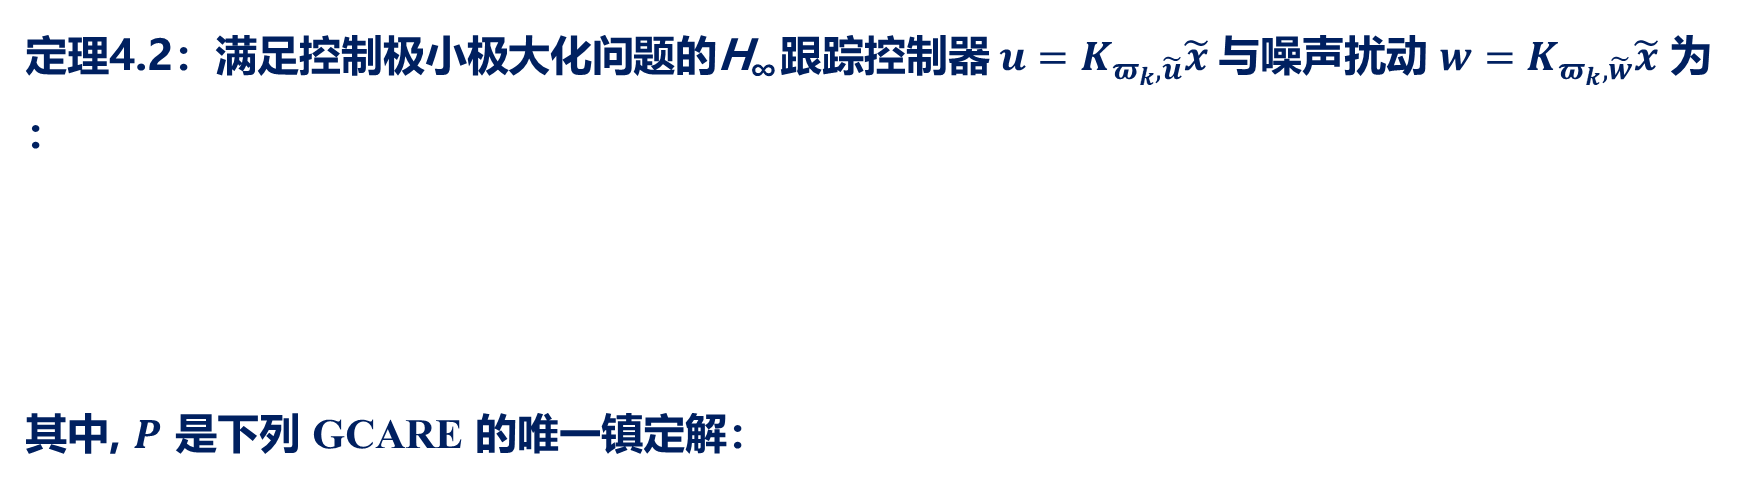 定理4.2：满足控制极小极大化问题的H∞跟踪控制器 u = K_{ϖ_k,ũ} x̃ 与噪声扰动 w = K_{ϖ_k,w̃} x̃ 为
：
其中, P 是下列 GCARE 的唯一镇定解：